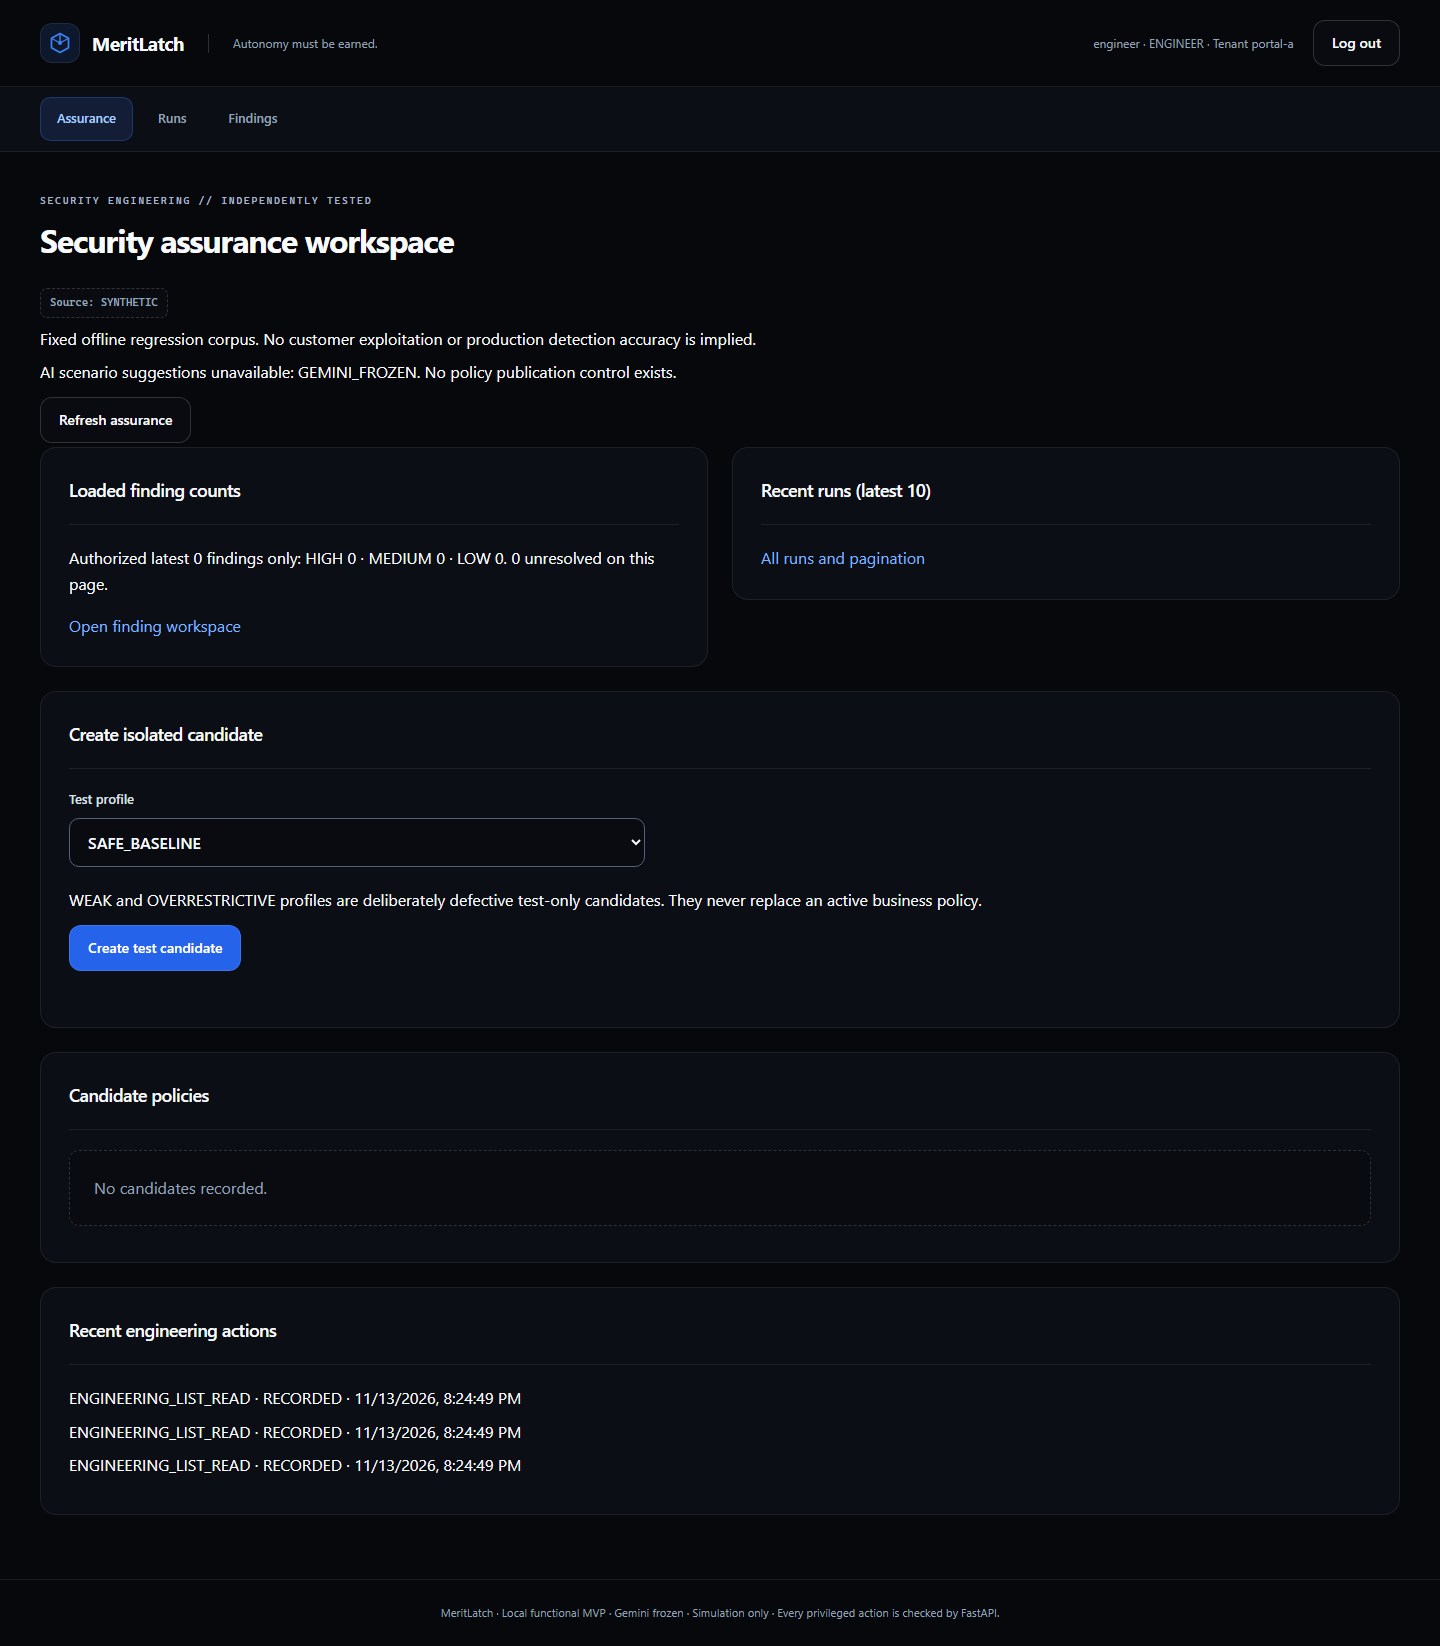 MeritLatch
Autonomy must be earned.
engineer · ENGINEER · Tenant portal-a
Log out
Assurance
Runs
Findings
SECURITY ENGINEERING // INDEPENDENTLY TESTED
Security assurance workspace
Source: SYNTHETIC
Fixed offline regression corpus. No customer exploitation or production detection accuracy is implied.
AI scenario suggestions unavailable: GEMINI_FROZEN. No policy publication control exists.
Refresh assurance
Loaded finding counts
Authorized latest 0 findings only: HIGH 0 · MEDIUM 0 · LOW 0. 0 unresolved on this
page.
Open finding workspace
Recent runs (latest 10)
All runs and pagination
Create isolated candidate
Test profile
SAFE_BASELINE
WEAK and OVERRESTRICTIVE profiles are deliberately defective test-only candidates. They never replace an active business policy.
Create test candidate
Candidate policies
No candidates recorded.
Recent engineering actions
ENGINEERING_LIST_READ · RECORDED · 11/13/2026, 8:24:49 PM
ENGINEERING_LIST_READ · RECORDED · 11/13/2026, 8:24:49 PM
ENGINEERING_LIST_READ · RECORDED · 11/13/2026, 8:24:49 PM
MeritLatch · Local functional MVP · Gemini frozen · Simulation only · Every privileged action is checked by FastAPI.